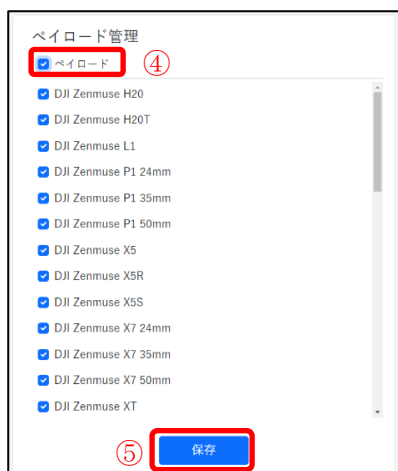 ペイロード管理
ペイロード ④
DJI Zenmuse H20
DJI Zenmuse H20T
DJI Zenmuse L1
DJI Zenmuse P1 24mm
DJI Zenmuse P1 35mm
DJI Zenmuse P1 50mm
DJI Zenmuse X5
DJI Zenmuse X5R
DJI Zenmuse X5S
DJI Zenmuse X7 24mm
DJI Zenmuse X7 35mm
DJI Zenmuse X7 50mm
DJI Zenmuse XT
⑤ 保存